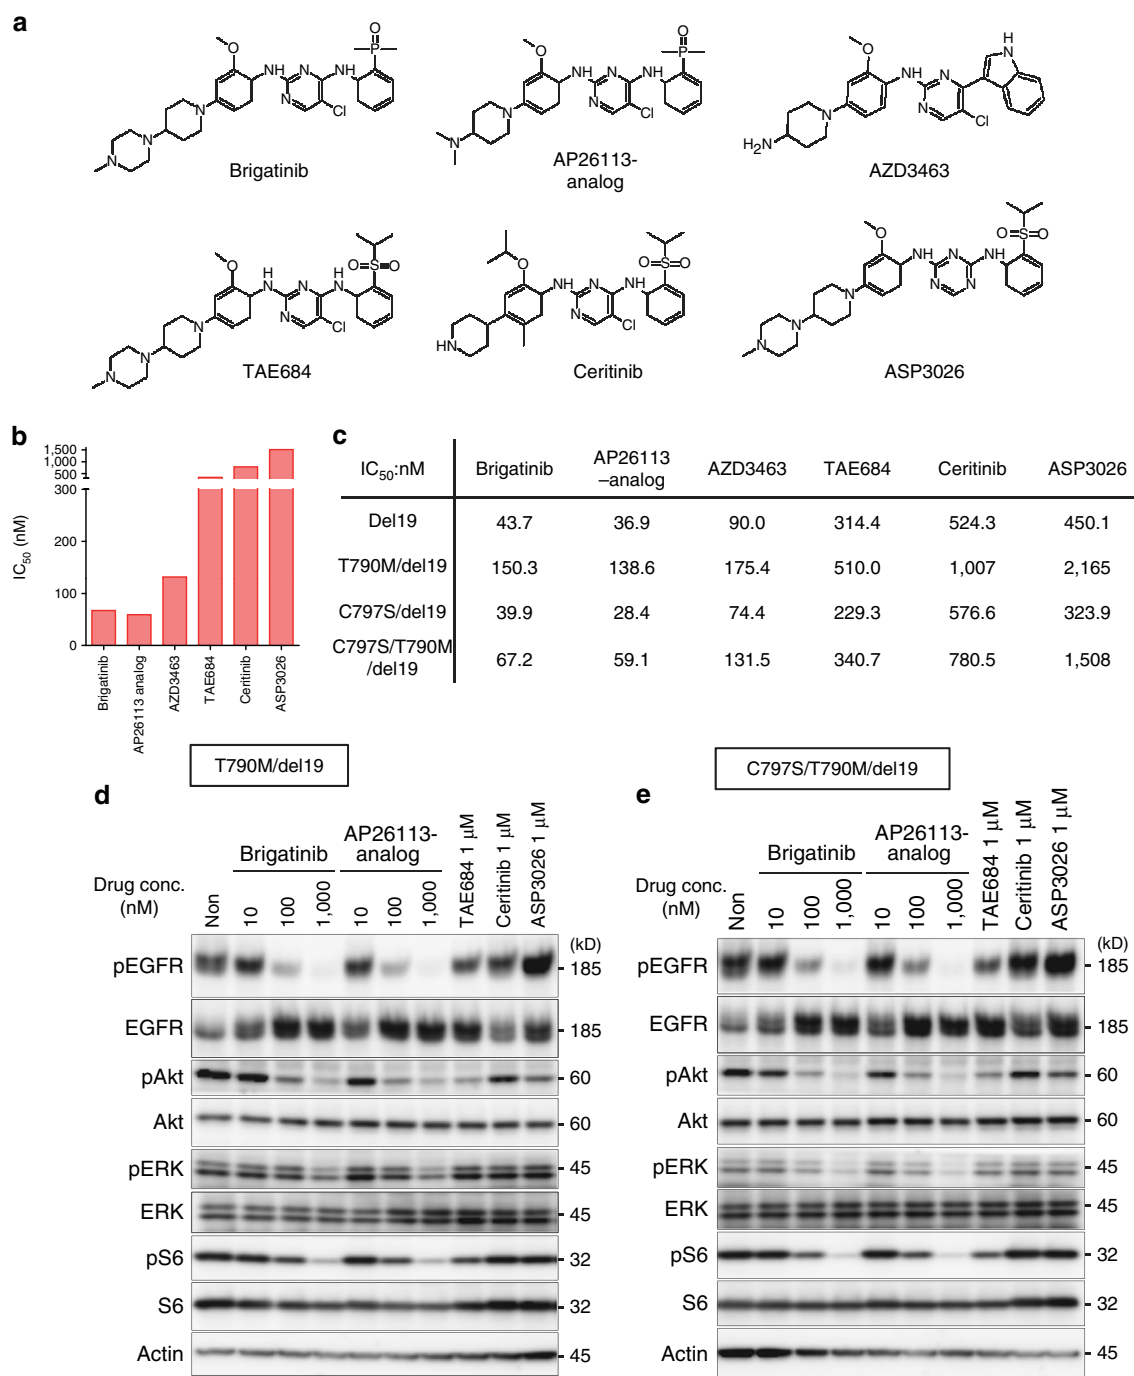 a
Brigatinib
AP26113-
analog
AZD3463
TAE684
Ceritinib
ASP3026
O
P
O
NH
N
NH
N
Cl
N
N
N
O
P
O
NH
N
NH
N
Cl
N
N
H
N
O
NH
N
N
Cl
N
H2N
O
H
N
N
H
N
O
S
O
N
Cl
N
N
N
O
NH
N
NH
O
S
O
N
Cl
HN
O
NH
N
NH
O
S
O
N
N
N
N
N
b
IC50 (nM)
1,500
1,000
500
300
200
100
0
Brigatinib
AP26113 analog
AZD3463
TAE684
Ceritinib
ASP3026
c
IC50:nM Brigatinib AP26113 –analog AZD3463 TAE684 Ceritinib ASP3026
Del19 43.7 36.9 90.0 314.4 524.3 450.1
T790M/del19 150.3 138.6 175.4 510.0 1,007 2,165
C797S/del19 39.9 28.4 74.4 229.3 576.6 323.9
C797S/T790M /del19 67.2 59.1 131.5 340.7 780.5 1,508
T790M/del19
d
Brigatinib
AP26113-
analog
TAE684 1 μM
Ceritinib 1 μM
ASP3026 1 μM
Drug conc.
(nM)
Non 10 100 1,000 10 100 1,000
(kD)
pEGFR 185
EGFR 185
pAkt 60
Akt 60
pERK 45
ERK 45
pS6 32
S6 32
Actin 45
C797S/T790M/del19
e
Brigatinib
AP26113-
analog
TAE684 1 μM
Ceritinib 1 μM
ASP3026 1 μM
Drug conc.
(nM)
Non 10 100 1,000 10 100 1,000
(kD)
pEGFR 185
EGFR 185
pAkt 60
Akt 60
pERK 45
ERK 45
pS6 32
S6 32
Actin 45